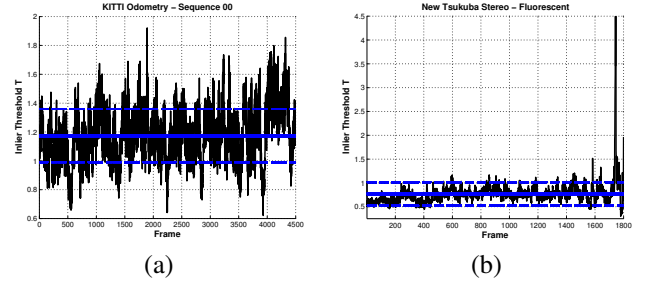 KITTI Odometry – Sequence 00
Inlier Threshold T
2
1.8
1.6
1.4
1.2
1
0.8
0.6
0 500 1000 1500 2000 2500 3000 3500 4000 4500
Frame
(a)
New Tsukuba Stereo – Fluorescent
Inlier Threshold T
4.5
4
3.5
3
2.5
2
1.5
1
0.5
200 400 600 800 1000 1200 1400 1600 1800
Frame
(b)